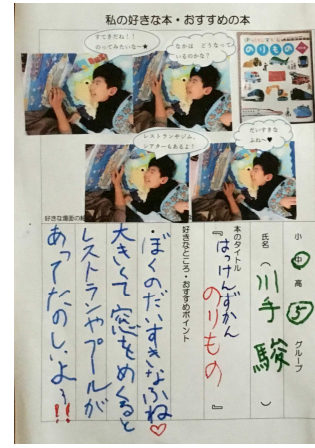 私の好きな本・おすすめの本
すてきだね！！
のってみたいな～★
なかは　どうなって
いるのかな？
のりもの
レストランやジム、
シアターもあるよ！
だいすきな
ふね～♥
好きな場面の絵
小　中　高　5　グループ
氏名（川手　駿　）
本のタイトル
『はっけんずかん
のりもの』
好きなところ・おすすめポイント
・ぼくのだいすきなふね♡
大きくて窓をめくると
レストランやプールが
あってたのしいよぅ!!